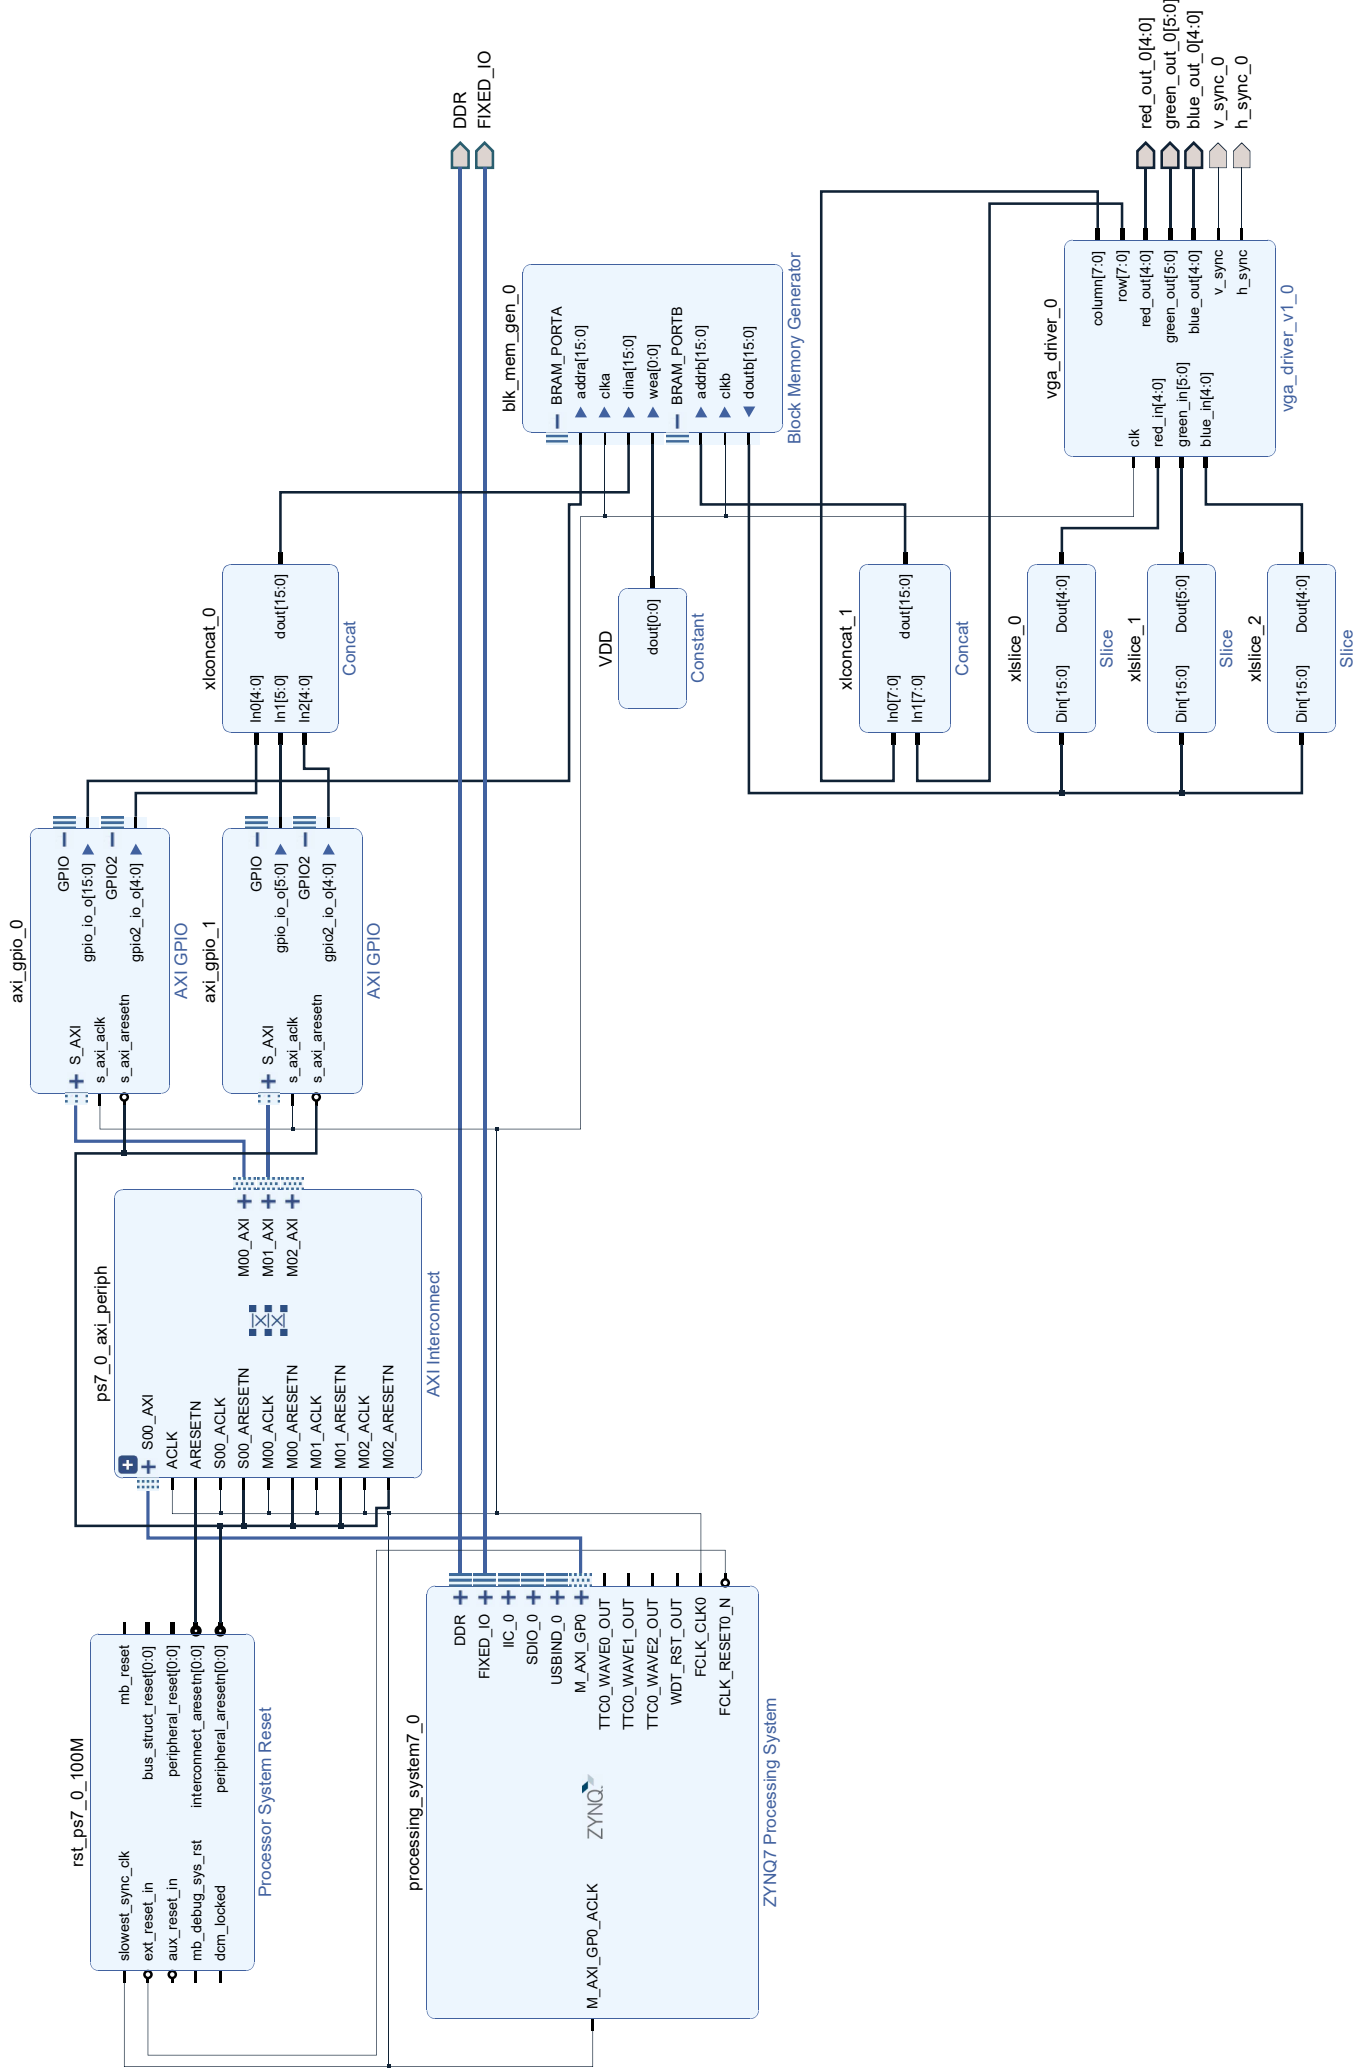 rst_ps7_0_100M
slowest_sync_clk
ext_reset_in
aux_reset_in
mb_debug_sys_rst
dcm_locked
mb_reset
bus_struct_reset[0:0]
peripheral_reset[0:0]
interconnect_aresetn[0:0]
peripheral_aresetn[0:0]
Processor System Reset
processing_system7_0
M_AXI_GP0_ACLK
ZYNQ.
DDR
FIXED_IO
IIC_0
SDIO_0
USBIND_0
M_AXI_GP0
TTC0_WAVE0_OUT
TTC0_WAVE1_OUT
TTC0_WAVE2_OUT
WDT_RST_OUT
FCLK_CLK0
FCLK_RESET0_N
ZYNQ7 Processing System
ps7_0_axi_periph
S00_AXI
ACLK
ARESETN
S00_ACLK
S00_ARESETN
M00_ACLK
M00_ARESETN
M01_ACLK
M01_ARESETN
M02_ACLK
M02_ARESETN
M00_AXI
M01_AXI
M02_AXI
AXI Interconnect
axi_gpio_0
S_AXI
s_axi_aclk
s_axi_aresetn
GPIO
gpio_io_o[15:0]
GPIO2
gpio2_io_o[4:0]
AXI GPIO
axi_gpio_1
S_AXI
s_axi_aclk
s_axi_aresetn
GPIO
gpio_io_o[5:0]
GPIO2
gpio2_io_o[4:0]
AXI GPIO
xlconcat_0
In0[4:0]
In1[5:0]
In2[4:0]
dout[15:0]
Concat
VDD
dout[0:0]
Constant
xlconcat_1
In0[7:0]
In1[7:0]
dout[15:0]
Concat
xlslice_0
Din[15:0]
Dout[4:0]
Slice
xlslice_1
Din[15:0]
Dout[5:0]
Slice
xlslice_2
Din[15:0]
Dout[4:0]
Slice
blk_mem_gen_0
BRAM_PORTA
addra[15:0]
clka
dina[15:0]
wea[0:0]
BRAM_PORTB
addrb[15:0]
clkb
doutb[15:0]
Block Memory Generator
vga_driver_0
clk
red_in[4:0]
green_in[5:0]
blue_in[4:0]
column[7:0]
row[7:0]
red_out[4:0]
green_out[5:0]
blue_out[4:0]
v_sync
h_sync
vga_driver_v1_0
DDR
FIXED_IO
red_out_0[4:0]
green_out_0[5:0]
blue_out_0[4:0]
v_sync_0
h_sync_0